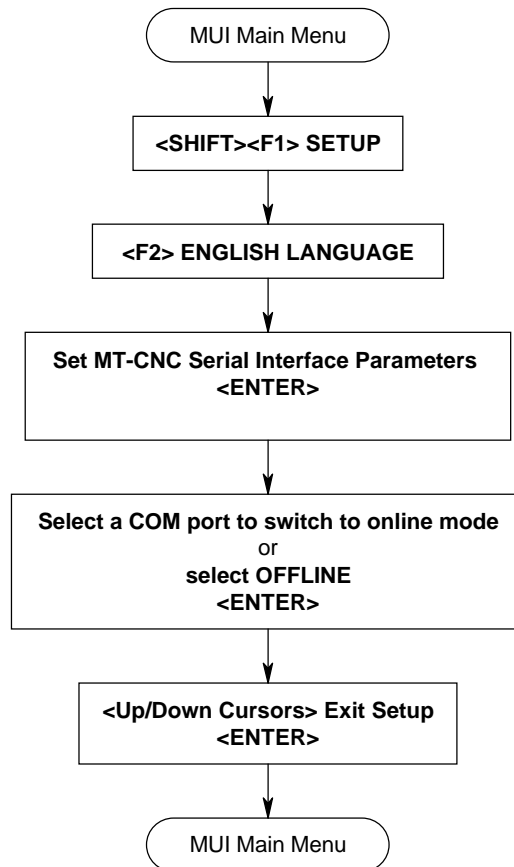 MUI Main Menu
<SHIFT><F1> SETUP
<F2> ENGLISH LANGUAGE
Set MT-CNC Serial Interface Parameters
<ENTER>
Select a COM port to switch to online mode
or
select OFFLINE
<ENTER>
<Up/Down Cursors> Exit Setup
<ENTER>
MUI Main Menu